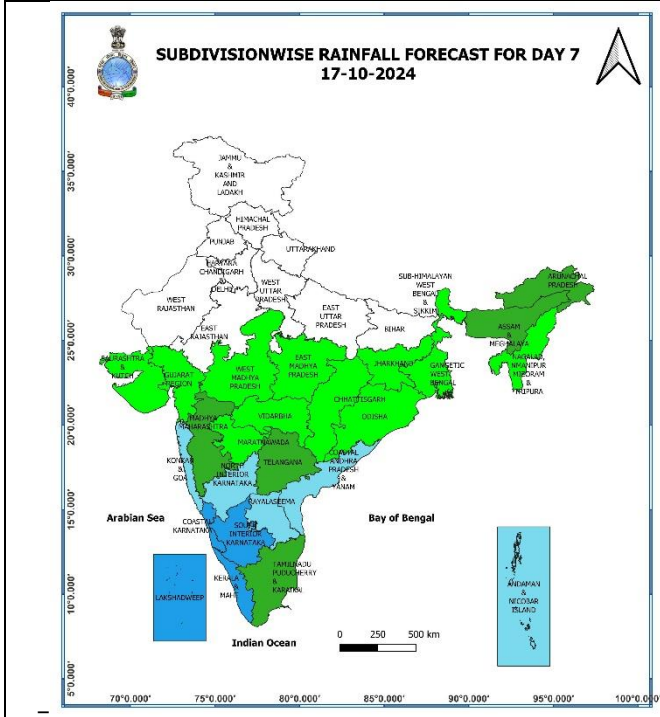 SUBDIVISIONWISE RAINFALL FORECAST FOR DAY 7
17-10-2024
40°0.000'
35°0.000'
30°0.000'
25°0.000'
20°0.000'
15°0.000'
10°0.000'
5°0.000'
JAMMU
&
KASHMIR
AND
LADAKH
HIMACHAL
PRADESH
PUNJAB
UTTARAKHAND
CHANDIGARH
&
DELHI
WEST
RAJASTHAN
EAST
RAJASTHAN
WEST
UTTAR
PRADESH
EAST
UTTAR
PRADESH
BIHAR
SUB-HIMALAYAN
WEST
BENGAL
&
SIKKIM
ARUNACHAL
PRADESH
ASSAM
&
MEGHALAYA
NAGALAD
NMANIPUR
MIZORAM
&
TRIPURA
SAURASHTRA
&
KUTCH
GUJARAT
REGION
WEST
MADHYA
PRADESH
EAST
MADHYA
PRADESH
JHARKHAND
GANGETIC
WEST
BENGAL
CHHATTISGARH
ODISHA
VIDARBHA
MADHYA
MAHARASHTRA
MARATHAWADA
TELANGANA
COASTAL
ANDHRA
PRADESH
&
YANAM
KONKAN
&
GOA
NORTH
INTERIOR
KARNATAKA
RAYALASEEMA
COASTAL
KARNATAKA
SOUTH
INTERIOR
KARNATAKA
TAMILNADU
PUDUCHERRY
&
KARAIKAL
KERALA
&
MAHE
LAKSHADWEEP
ANDAMAN
&
NICOBAR
ISLAND
Arabian Sea
Bay of Bengal
Indian Ocean
0 250 500 km
70°0.000' 75°0.000' 80°0.000' 85°0.000' 90°0.000' 95°0.000' 100°0.000'